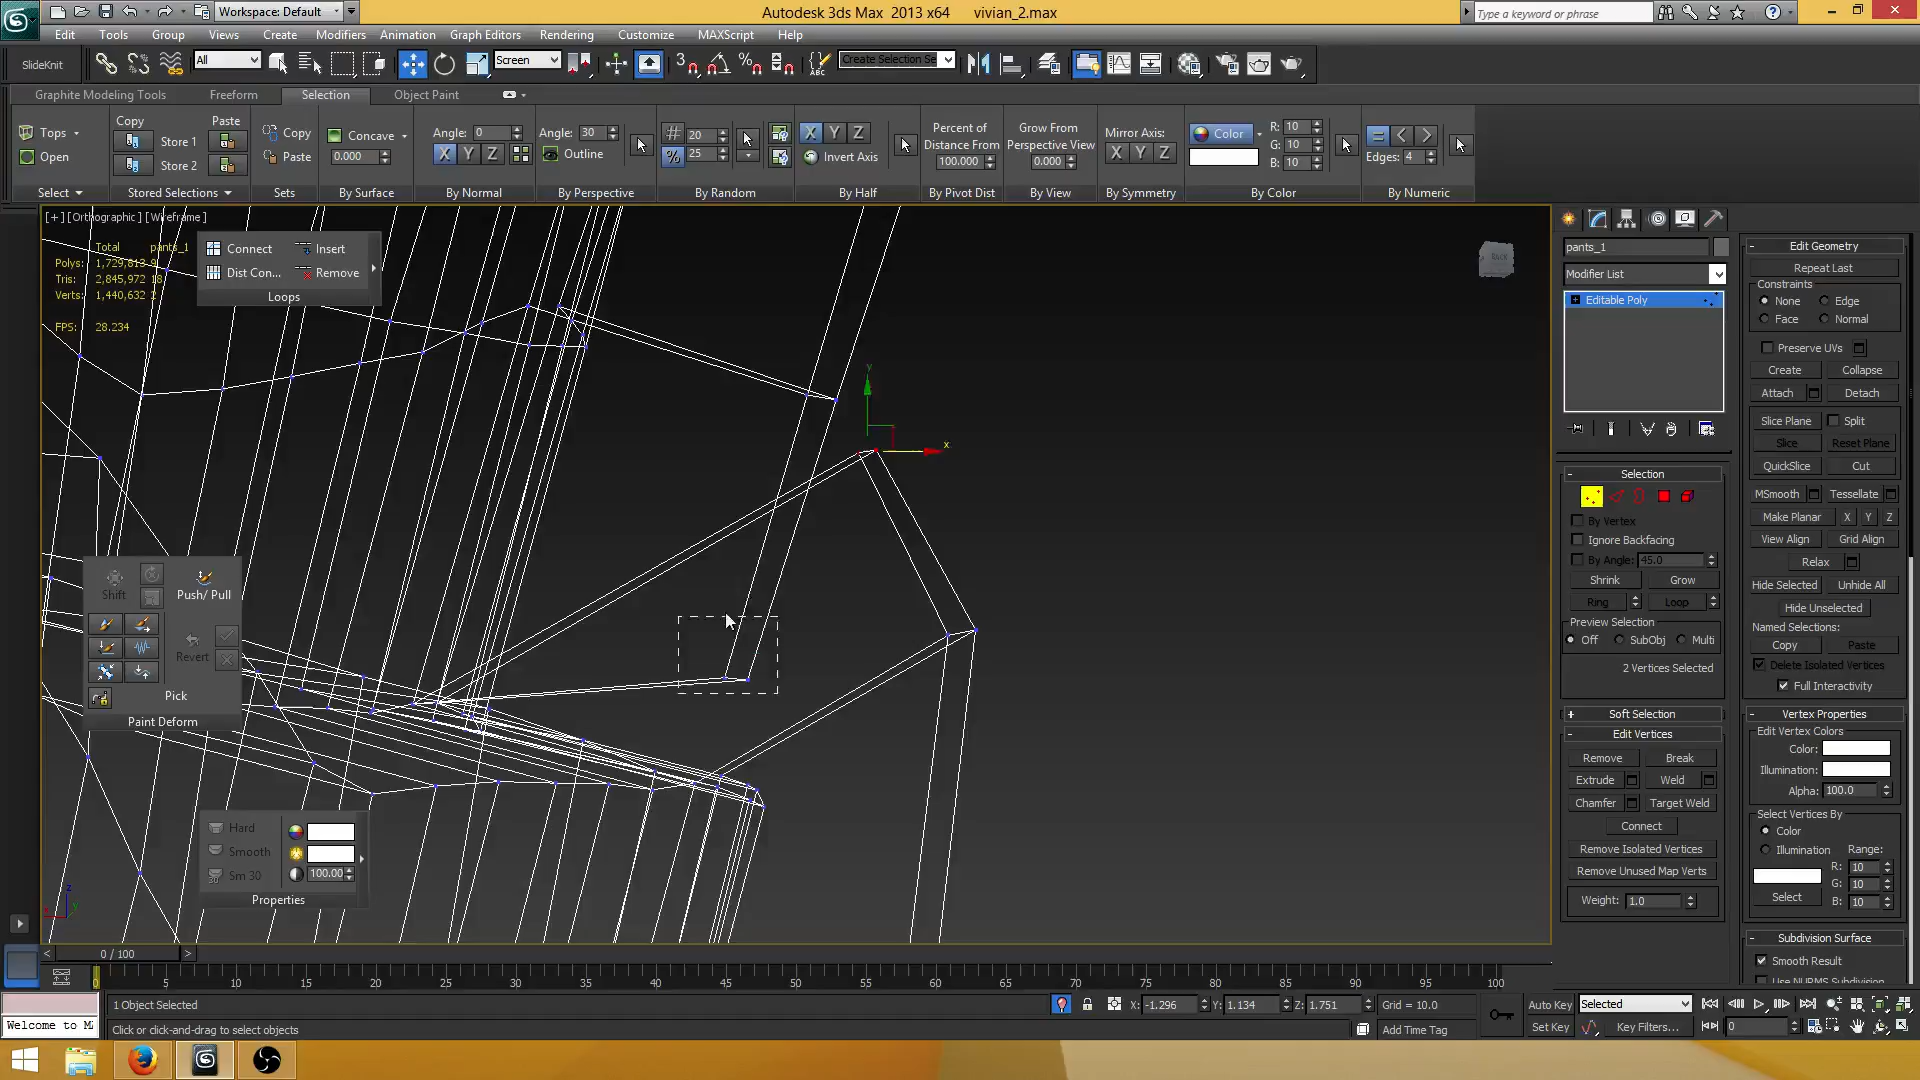 Workspace: Default
Autodesk 3ds Max 2013 x64 vivian_2.max
Type a keyword or phrase
Edit Tools Group Views Create Modifiers Animation Graph Editors Rendering Customize MAXScript Help
SlideKnit
All
Screen
Create Selection Se
Graphite Modeling Tools Freeform Selection Object Paint
Copy Paste
Tops
Open
Store 1
Store 2
Copy
Paste
Concave
0.000
Angle: 0
X Y Z
Angle: 30
Outline
20
25
X Y Z
Invert Axis
Percent of
Distance From
100.000
Grow From
Perspective View
0.000
Mirror Axis:
X Y Z
Color
R: 10
G: 10
B: 10
Edges: 4
Select Stored Selections Sets By Surface By Normal By Perspective By Random By Half By Pivot Dist By View By Symmetry By Color By Numeric
[+] [Orthographic] [Wireframe]
Total pants_1
Polys: 1,729,813 9
Tris: 2,845,972 18
Verts: 1,440,632 2
FPS: 28.234
Connect Insert
Dist Con... Remove
Loops
Shift
Push/ Pull
Revert
Pick
Paint Deform
Hard
Smooth
Sm 30
100.00
Properties
y
x
z
BACK
pants_1
Modifier List
Editable Poly
Selection
By Vertex
Ignore Backfacing
By Angle: 45.0
Shrink Grow
Ring Loop
Preview Selection
Off SubObj Multi
2 Vertices Selected
Soft Selection
Edit Vertices
Remove Break
Extrude Weld
Chamfer Target Weld
Connect
Remove Isolated Vertices
Remove Unused Map Verts
Weight: 1.0
Edit Geometry
Repeat Last
Constraints
None Edge
Face Normal
Preserve UVs
Create Collapse
Attach Detach
Slice Plane Split
Slice Reset Plane
QuickSlice Cut
MSmooth Tessellate
Make Planar X Y Z
View Align Grid Align
Relax
Hide Selected Unhide All
Hide Unselected
Named Selections:
Copy Paste
Delete Isolated Vertices
Full Interactivity
Vertex Properties
Edit Vertex Colors
Color:
Illumination:
Alpha: 100.0
Select Vertices By
Color
Illumination Range:
R: 10
G: 10
B: 10
Select
Subdivision Surface
Smooth Result
Use NURMS Subdivision
0 / 100
0 5 10 15 20 25 30 35 40 45 50 55 60 65 70 75 80 85 90 95 100
1 Object Selected
X: -1.296 Y: 1.134 Z: 1.751 Grid = 10.0
Auto Key Selected
Welcome to M
Click or click-and-drag to select objects
Add Time Tag
Set Key Key Filters... 0